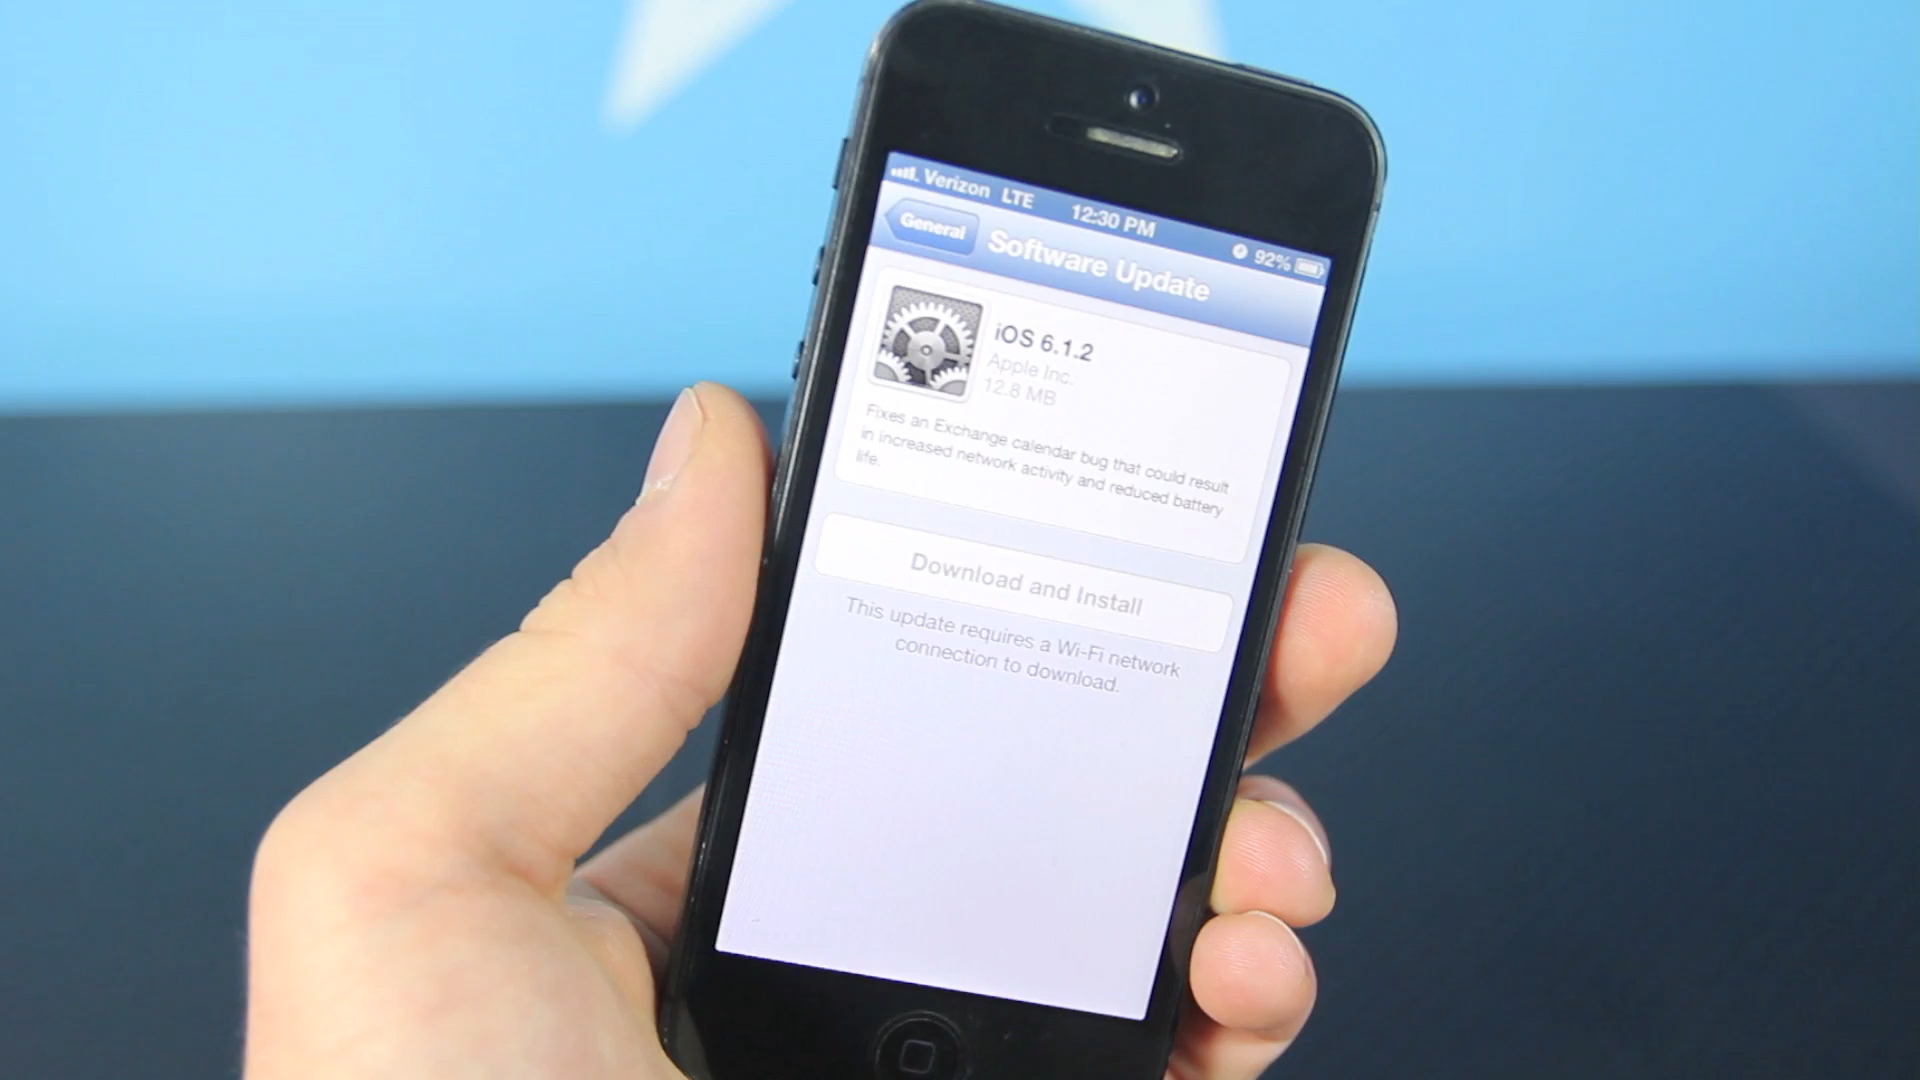 Verizon LTE 12:30 PM 92%
General Software Update
iOS 6.1.2
Apple Inc.
12.8 MB
Fixes an Exchange calendar bug that could result
in increased network activity and reduced battery
life.
Download and Install
This update requires a Wi-Fi network
connection to download.